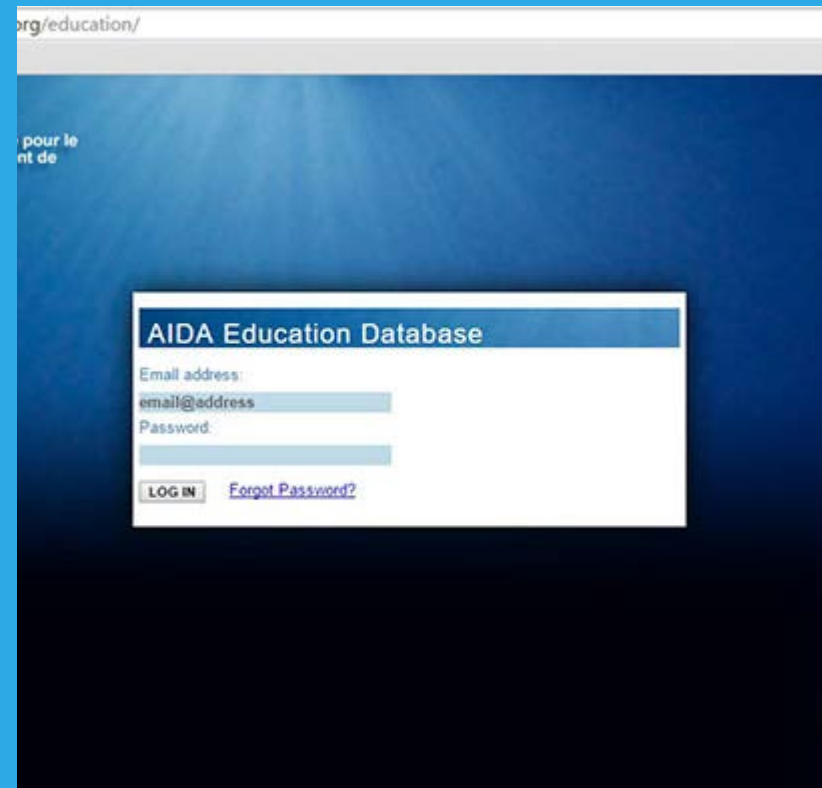 org/education/
pour le
nt de
AIDA Education Database
Email address:
email@address
Password:
LOG IN Forgot Password?